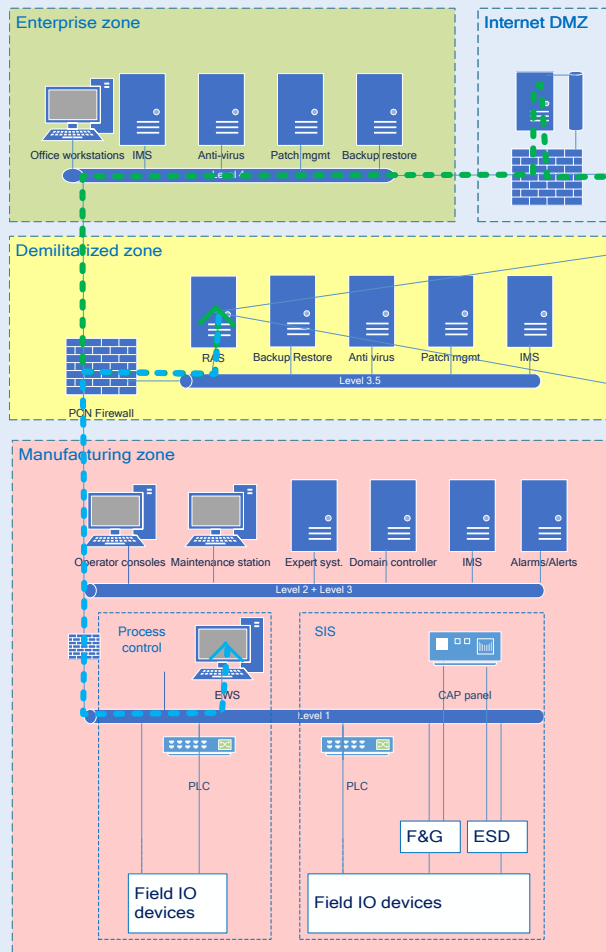 Enterprise zone
Internet DMZ
Office workstations
IMS
Anti-virus
Patch mgmt
Backup restore
Level 4
Demilitarized zone
RAS
Backup Restore
Anti virus
Patch mgmt
IMS
Level 3.5
PCN Firewall
Manufacturing zone
Operator consoles
Maintenance station
Expert syst.
Domain controller
IMS
Alarms/Alerts
Level 2 + Level 3
Process
control
SIS
EWS
CAP panel
Level 1
PLC
PLC
F&G
ESD
Field IO
devices
Field IO
devices